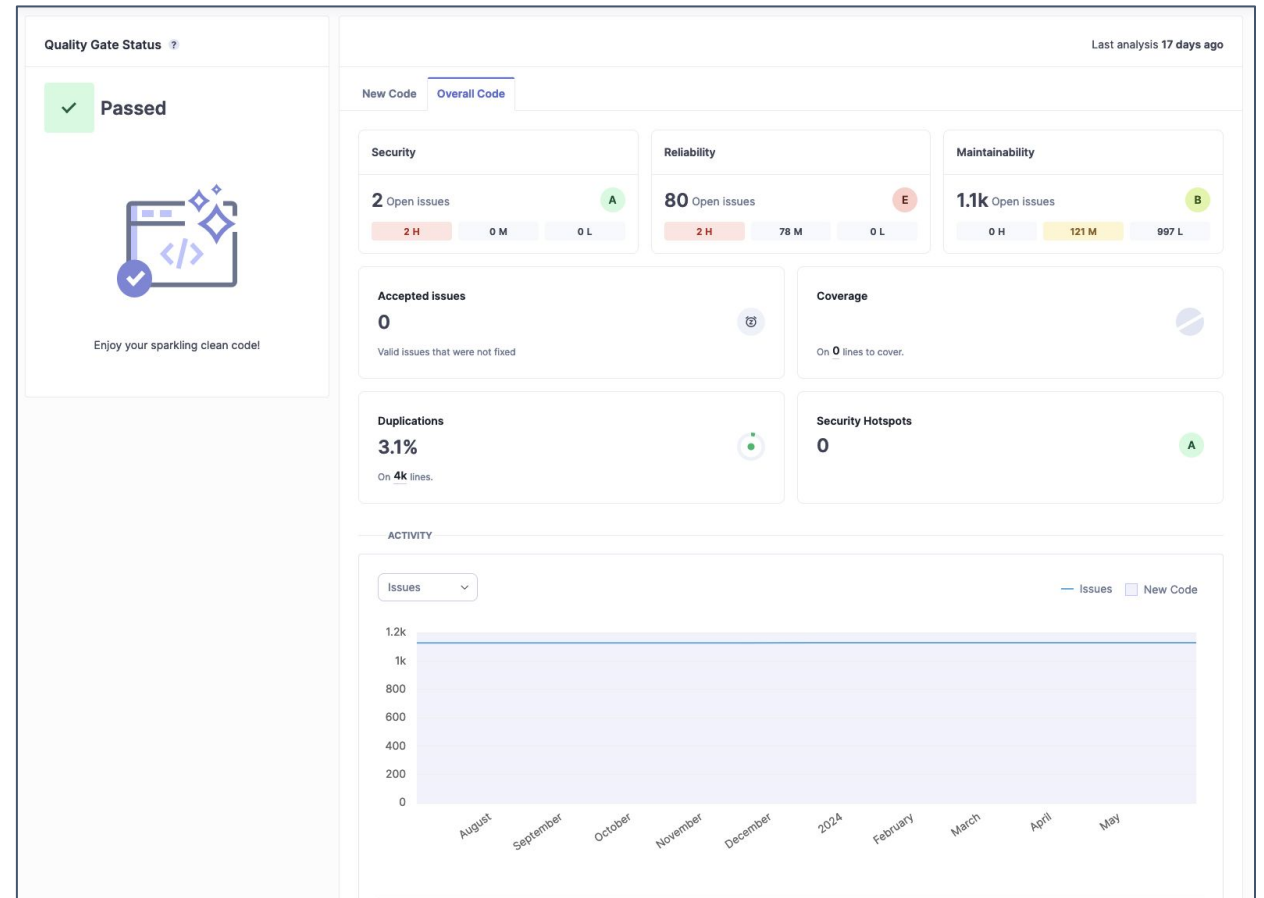 Quality Gate Status ?
Passed
Enjoy your sparkling clean code!
Last analysis 17 days ago
New Code Overall Code
Security
2 Open issues A
2 H 0 M 0 L
Reliability
80 Open issues E
2 H 78 M 0 L
Maintainability
1.1k Open issues B
0 H 121 M 997 L
Accepted issues
0
Valid issues that were not fixed
Coverage
On 0 lines to cover.
Duplications
3.1%
On 4k lines.
Security Hotspots
0 A
ACTIVITY
Issues
Issues New Code
1.2k
1k
800
600
400
200
0
August September October November December 2024 February March April May